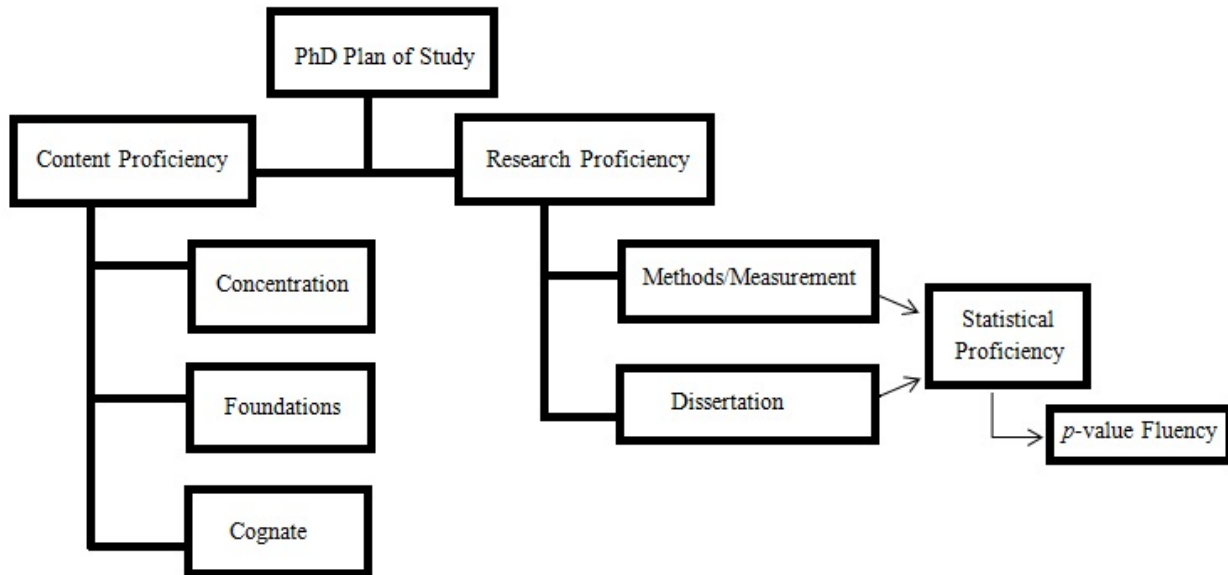 PhD Plan of Study
Content Proficiency
Research Proficiency
Concentration
Foundations
Cognate
Methods/Measurement
Dissertation
Statistical
Proficiency
p-value Fluency